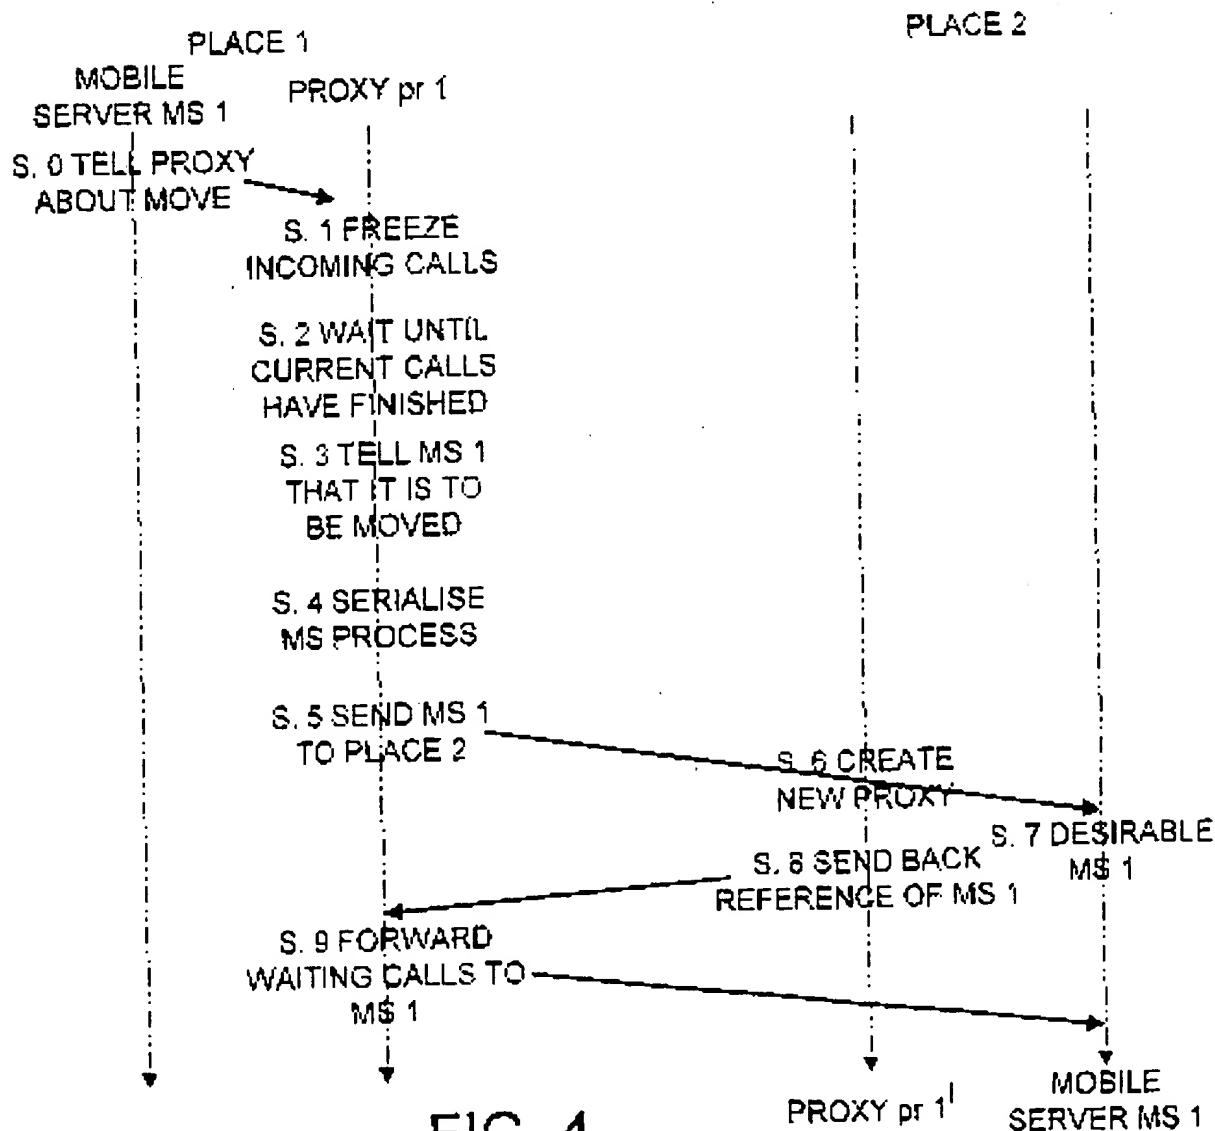 PLACE 1
PLACE 2
MOBILE
SERVER MS 1
PROXY pr 1
S. 0 TELL PROXY
ABOUT MOVE
S. 1 FREEZE
INCOMING CALLS
S. 2 WAIT UNTIL
CURRENT CALLS
HAVE FINISHED
S. 3 TELL MS 1
THAT IT IS TO
BE MOVED
S. 4 SERIALISE
MS PROCESS
S. 5 SEND MS 1
TO PLACE 2
S. 6 CREATE
NEW PROXY
S. 7 DESIRABLE
MS 1
S. 8 SEND BACK
REFERENCE OF MS 1
S. 9 FORWARD
WAITING CALLS TO
MS 1
PROXY pr 1'
MOBILE
SERVER MS 1
FIG. 4